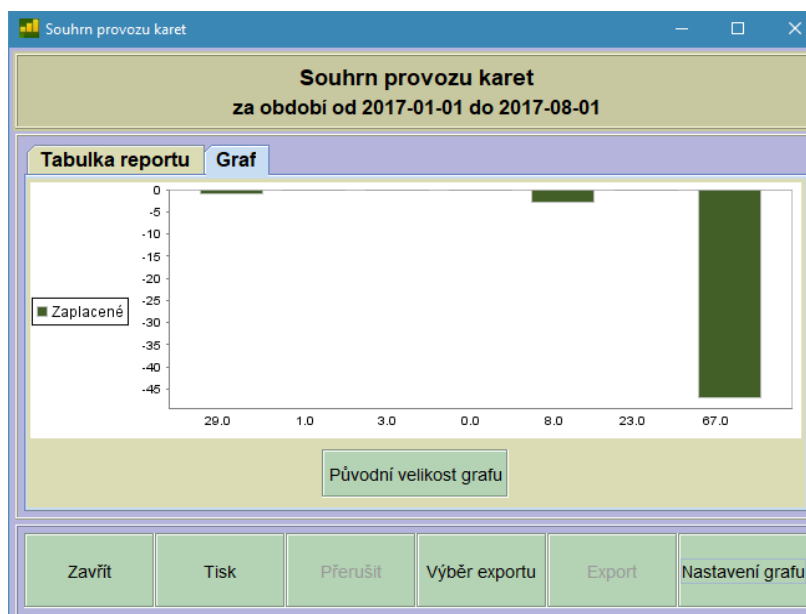 Souhrn provozu karet
Souhrn provozu karet
za období od 2017-01-01 do 2017-08-01
Tabulka reportu Graf
0
-5
-10
-15
-20
-25
-30
-35
-40
-45
Zaplacené
29.0 1.0 3.0 0.0 8.0 23.0 67.0
Původní velikost grafu
Zavřít Tisk Přerušit Výběr exportu Export Nastavení grafu